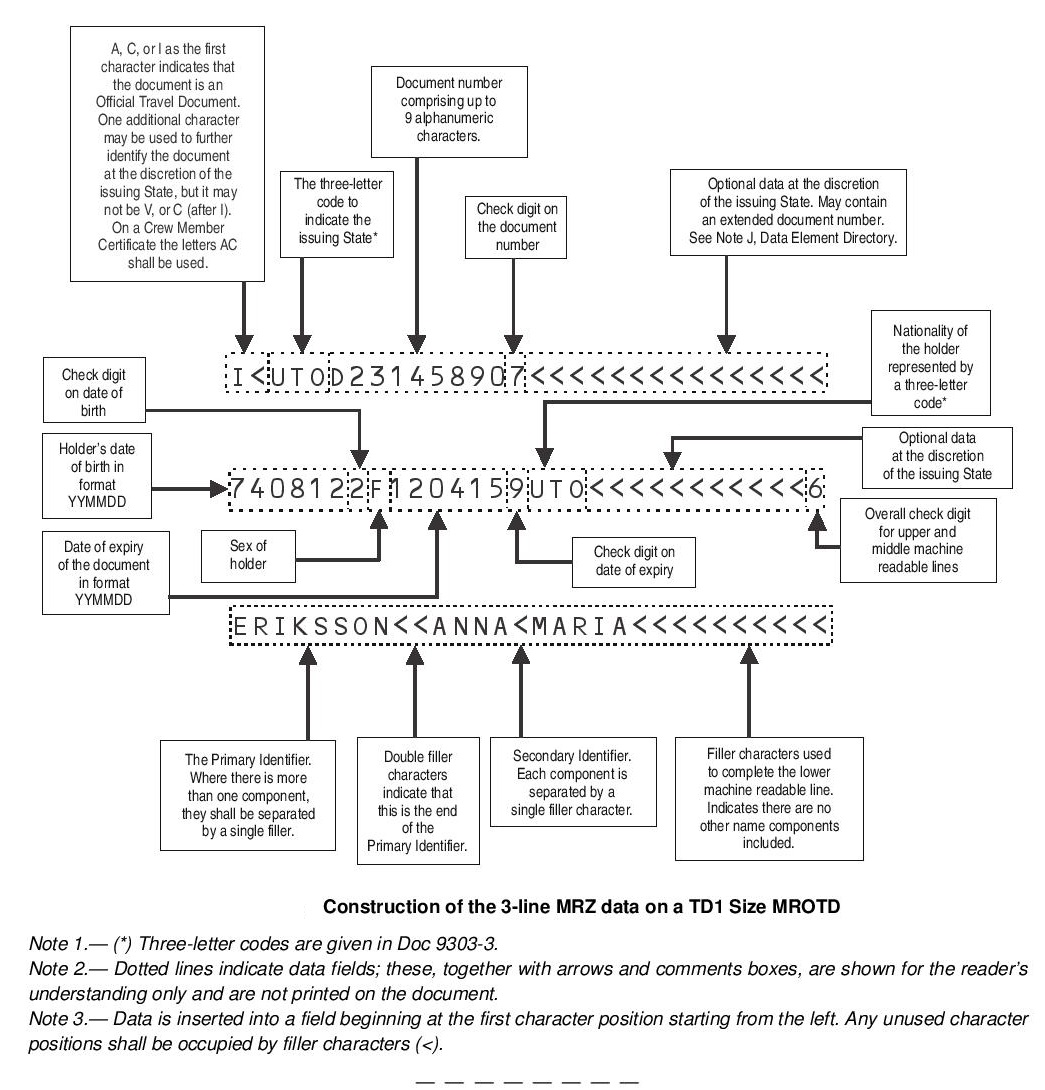 A, C, or I as the first
character indicates that
the document is an
Official Travel Document.
One additional character
may be used to further
identify the document
at the discretion of the
issuing State, but it may
not be V, or C (after I).
On a Crew Member
Certificate the letters AC
shall be used.
The three-letter
code to
indicate the
issuing State*
Document number
comprising up to
9 alphanumeric
characters.
Check digit on
the document
number
Optional data at the discretion
of the issuing State. May contain
an extended document number.
See Note J, Data Element Directory.
I<UTOD231458907<<<<<<<<<<<<<<<
Nationality of
the holder
represented by
a three-letter
code*
Check digit
on date of
birth
Holder's date
of birth in
format
YYMMDD
Optional data
at the discretion
of the issuing State
7408122F1204159UTO<<<<<<<<<<<6
Date of expiry
of the document
in format
YYMMDD
Sex of
holder
Check digit on
date of expiry
Overall check digit
for upper and
middle machine
readable lines
ERIKSSON<<ANNA<MARIA<<<<<<<<<<
The Primary Identifier.
Where there is more
than one component,
they shall be separated
by a single filler.
Double filler
characters
indicate that
this is the end
of the
Primary Identifier.
Secondary Identifier.
Each component is
separated by a
single filler character.
Filler characters used
to complete the lower
machine readable line.
Indicates there are no
other name components
included.
Construction of the 3-line MRZ data on a TD1 Size MROTD
Note 1.— (*) Three-letter codes are given in Doc 9303-3.
Note 2.— Dotted lines indicate data fields; these, together with arrows and comments boxes, are shown for the reader's
understanding only and are not printed on the document.
Note 3.— Data is inserted into a field beginning at the first character position starting from the left. Any unused character
positions shall be occupied by filler characters (<).